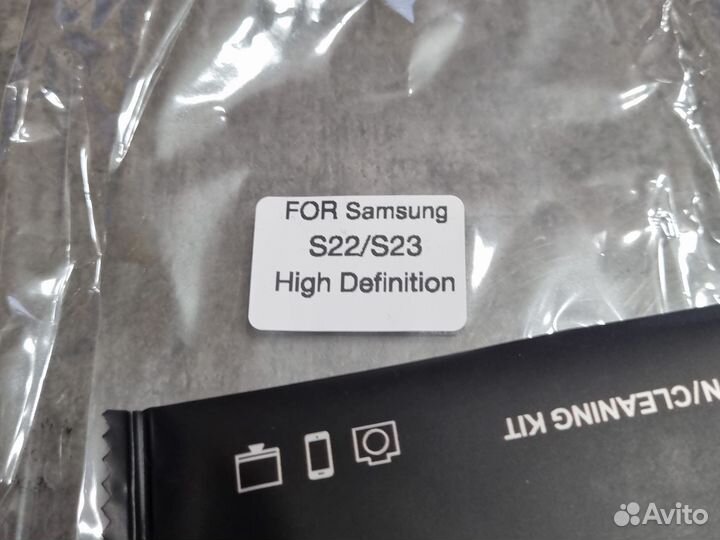 FOR Samsung
S22/S23
High Definition
N/CLEANING KIT
Avito